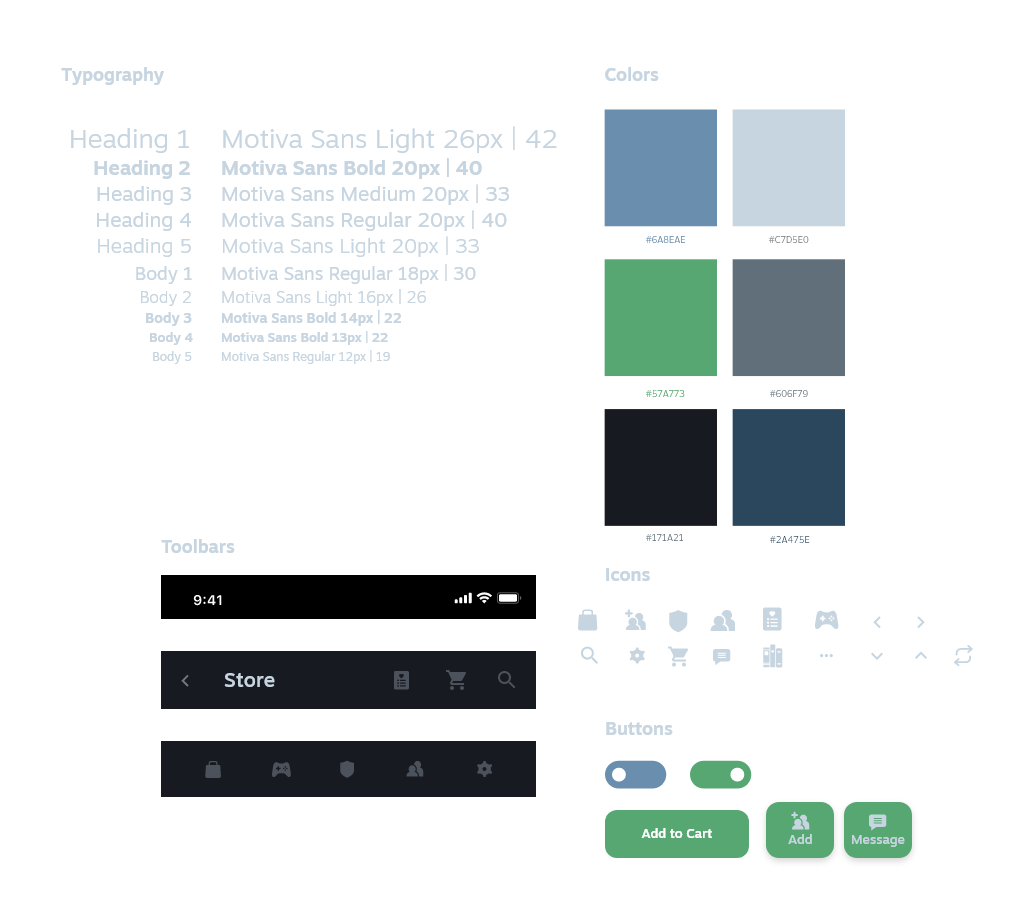 Typography
Heading 1 Motiva Sans Light 26px | 42
Heading 2 Motiva Sans Bold 20px | 40
Heading 3 Motiva Sans Medium 20px | 33
Heading 4 Motiva Sans Regular 20px | 40
Heading 5 Motiva Sans Light 20px | 33
Body 1 Motiva Sans Regular 18px | 30
Body 2 Motiva Sans Light 16px | 26
Body 3 Motiva Sans Bold 14px | 22
Body 4 Motiva Sans Bold 13px | 22
Body 5 Motiva Sans Regular 12px | 19
Colors
#6A8EAE #C7D5E0
#57A773 #606F79
#171A21 #2A475E
Toolbars
9:41
Store
Icons
Buttons
Add to Cart
Add
Message